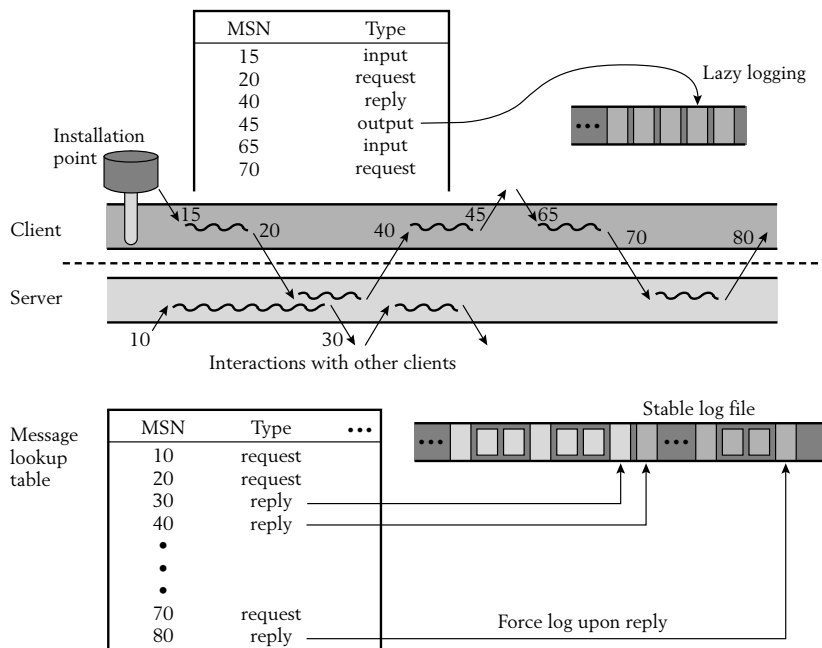 MSN Type
15 input
20 request
40 reply
45 output
65 input
70 request
Lazy logging
•••
Installation
point
Client
15 20 40 45 65 70 80
Server
10 30
Interactions with other clients
Message
lookup
table
MSN Type •••
10 request
20 request
30 reply
40 reply
•
•
•
70 request
80 reply
Stable log file
••• •••
Force log upon reply